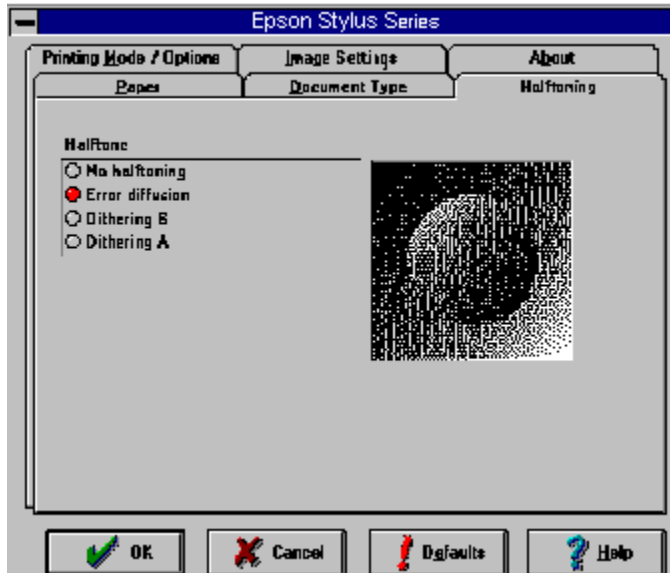 Epson Stylus Series
Printing Mode / Options Image Settings About
Paper Document Type Halftoning
Halftone
No halftoning
Error diffusion
Dithering B
Dithering A
OK Cancel Defaults Help